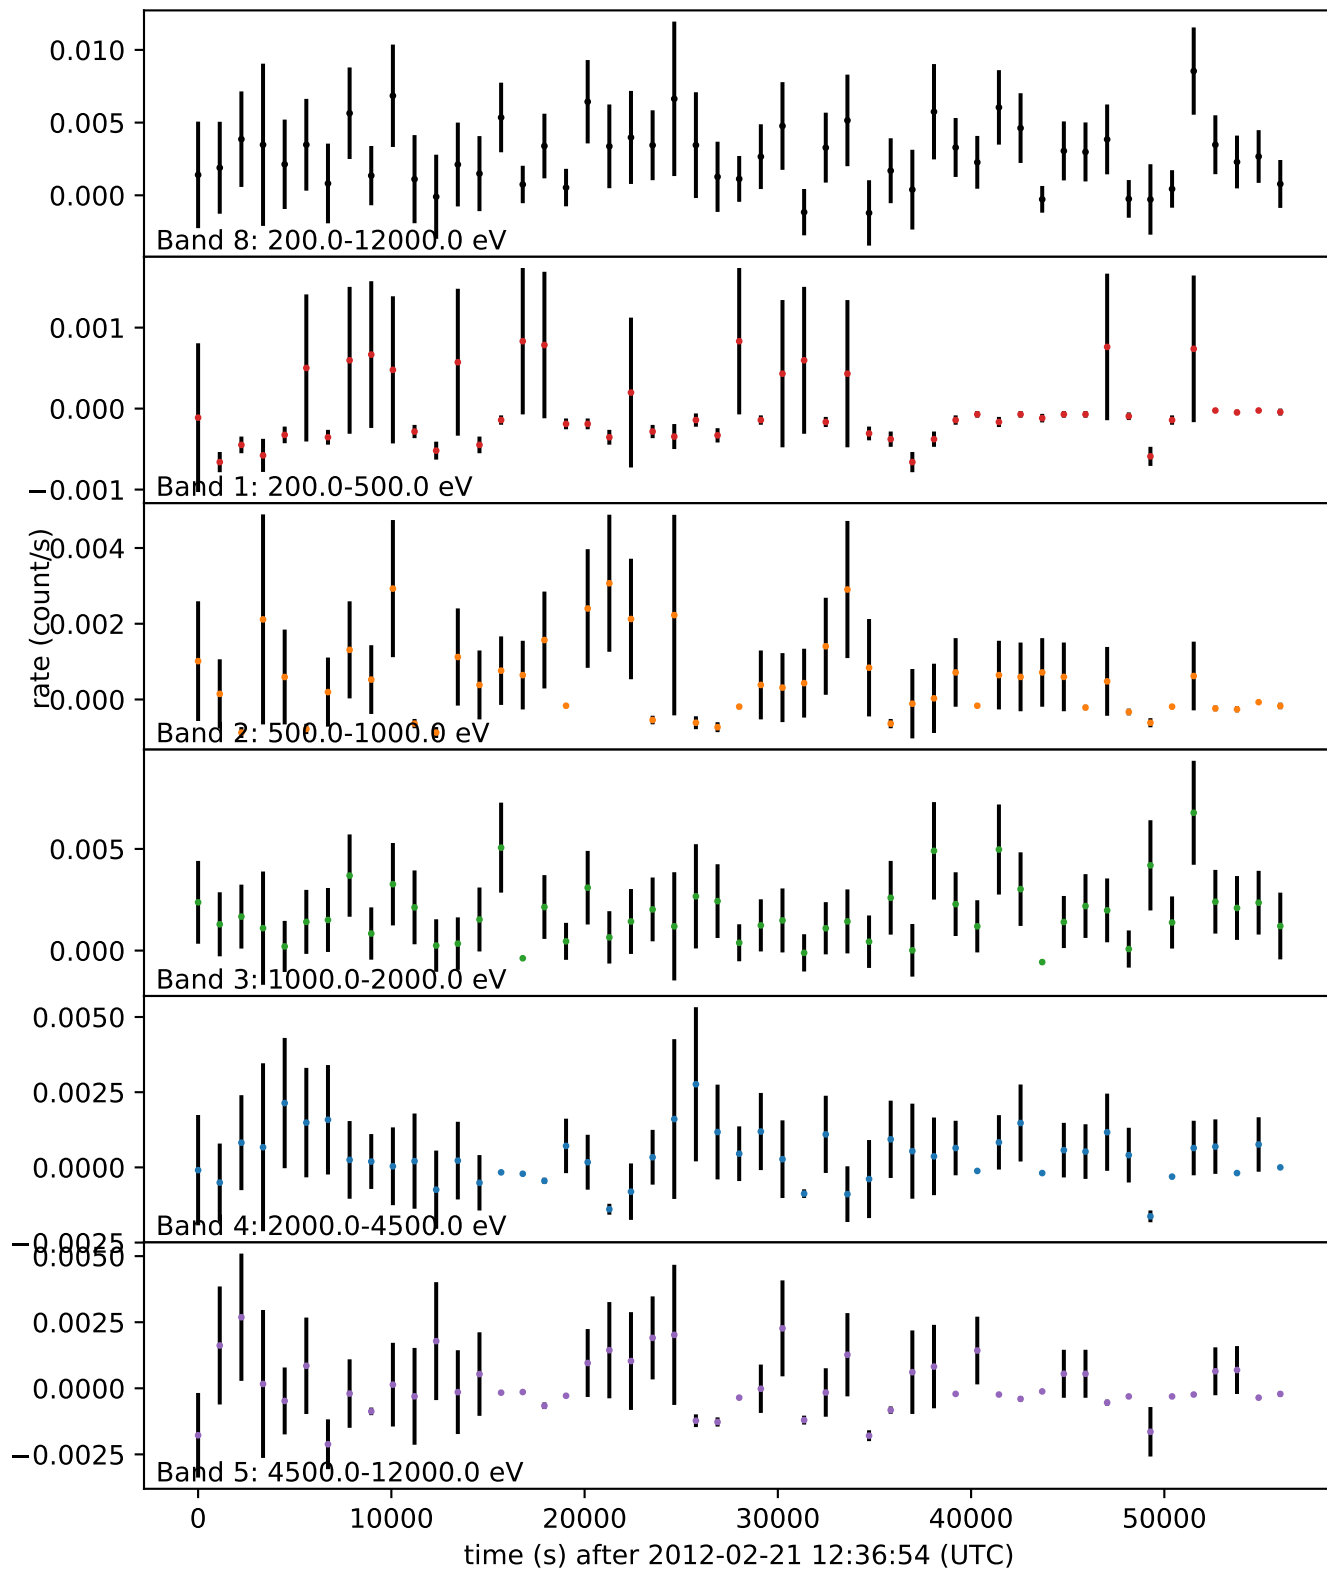 0.010
0.005
0.000
Band 8: 200.0-12000.0 eV
0.001
0.000
−0.001
Band 1: 200.0-500.0 eV
rate (count/s)
0.004
0.002
0.000
Band 2: 500.0-1000.0 eV
0.005
0.000
Band 3: 1000.0-2000.0 eV
0.0050
0.0025
0.0000
−0.0025
Band 4: 2000.0-4500.0 eV
0.0050
0.0025
0.0000
−0.0025
Band 5: 4500.0-12000.0 eV
0 10000 20000 30000 40000 50000
time (s) after 2012-02-21 12:36:54 (UTC)